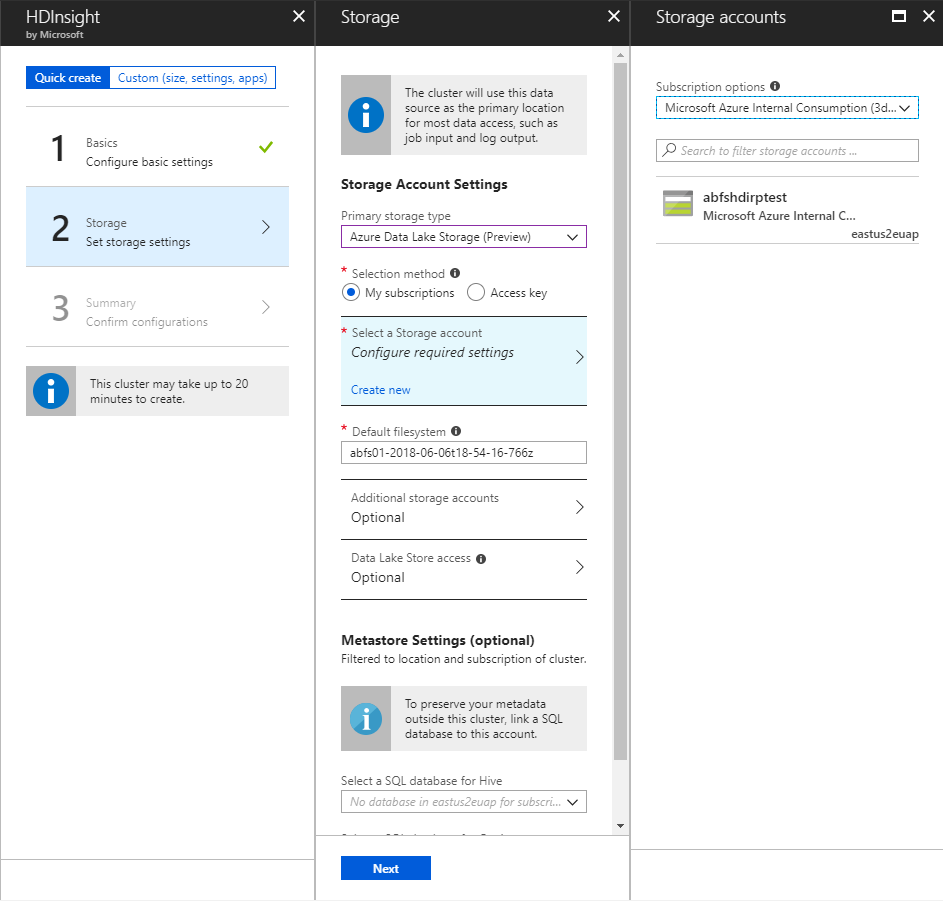 HDInsight
by Microsoft
Quick create
Custom (size, settings, apps)
1
Basics
Configure basic settings
2
Storage
Set storage settings
3
Summary
Confirm configurations
This cluster may take up to 20
minutes to create.
Storage
The cluster will use this data
source as the primary location
for most data access, such as
job input and log output.
Storage Account Settings
Primary storage type
Azure Data Lake Storage (Preview)
* Selection method
My subscriptions
Access key
* Select a Storage account
Configure required settings
Create new
* Default filesystem
abfs01-2018-06-06t18-54-16-766z
Additional storage accounts
Optional
Data Lake Store access
Optional
Metastore Settings (optional)
Filtered to location and subscription of cluster.
To preserve your metadata
outside this cluster, link a SQL
database to this account.
Select a SQL database for Hive
No database in eastus2euap for subscri...
Next
Storage accounts
Subscription options
Microsoft Azure Internal Consumption (3d...
Search to filter storage accounts ...
abfshdirptest
Microsoft Azure Internal C...
eastus2euap